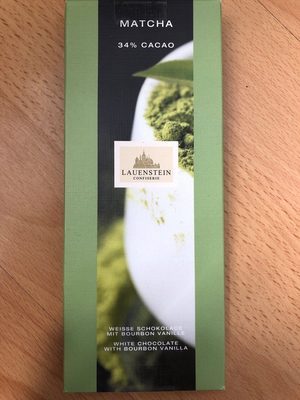 MATCHA
34% CACAO
LAUENSTEIN
CONFISERIE
WEISSE SCHOKOLADE
MIT BOURBON VANILLE
WHITE CHOCOLATE
WITH BOURBON VANILLA